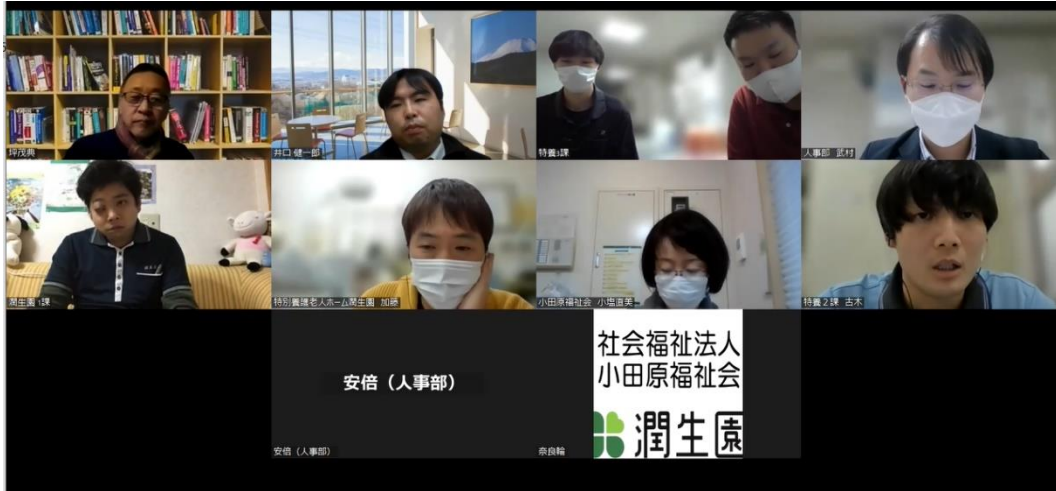 坪茂典
井口 健一郎
特養3課
人事部 武村
潤生園 1課
特別養護老人ホーム潤生園 加藤
小田原福祉会 小塩直美
特養2課 古木
安倍（人事部）
安倍（人事部）
奈良輪
社会福祉法人
小田原福祉会
潤生園